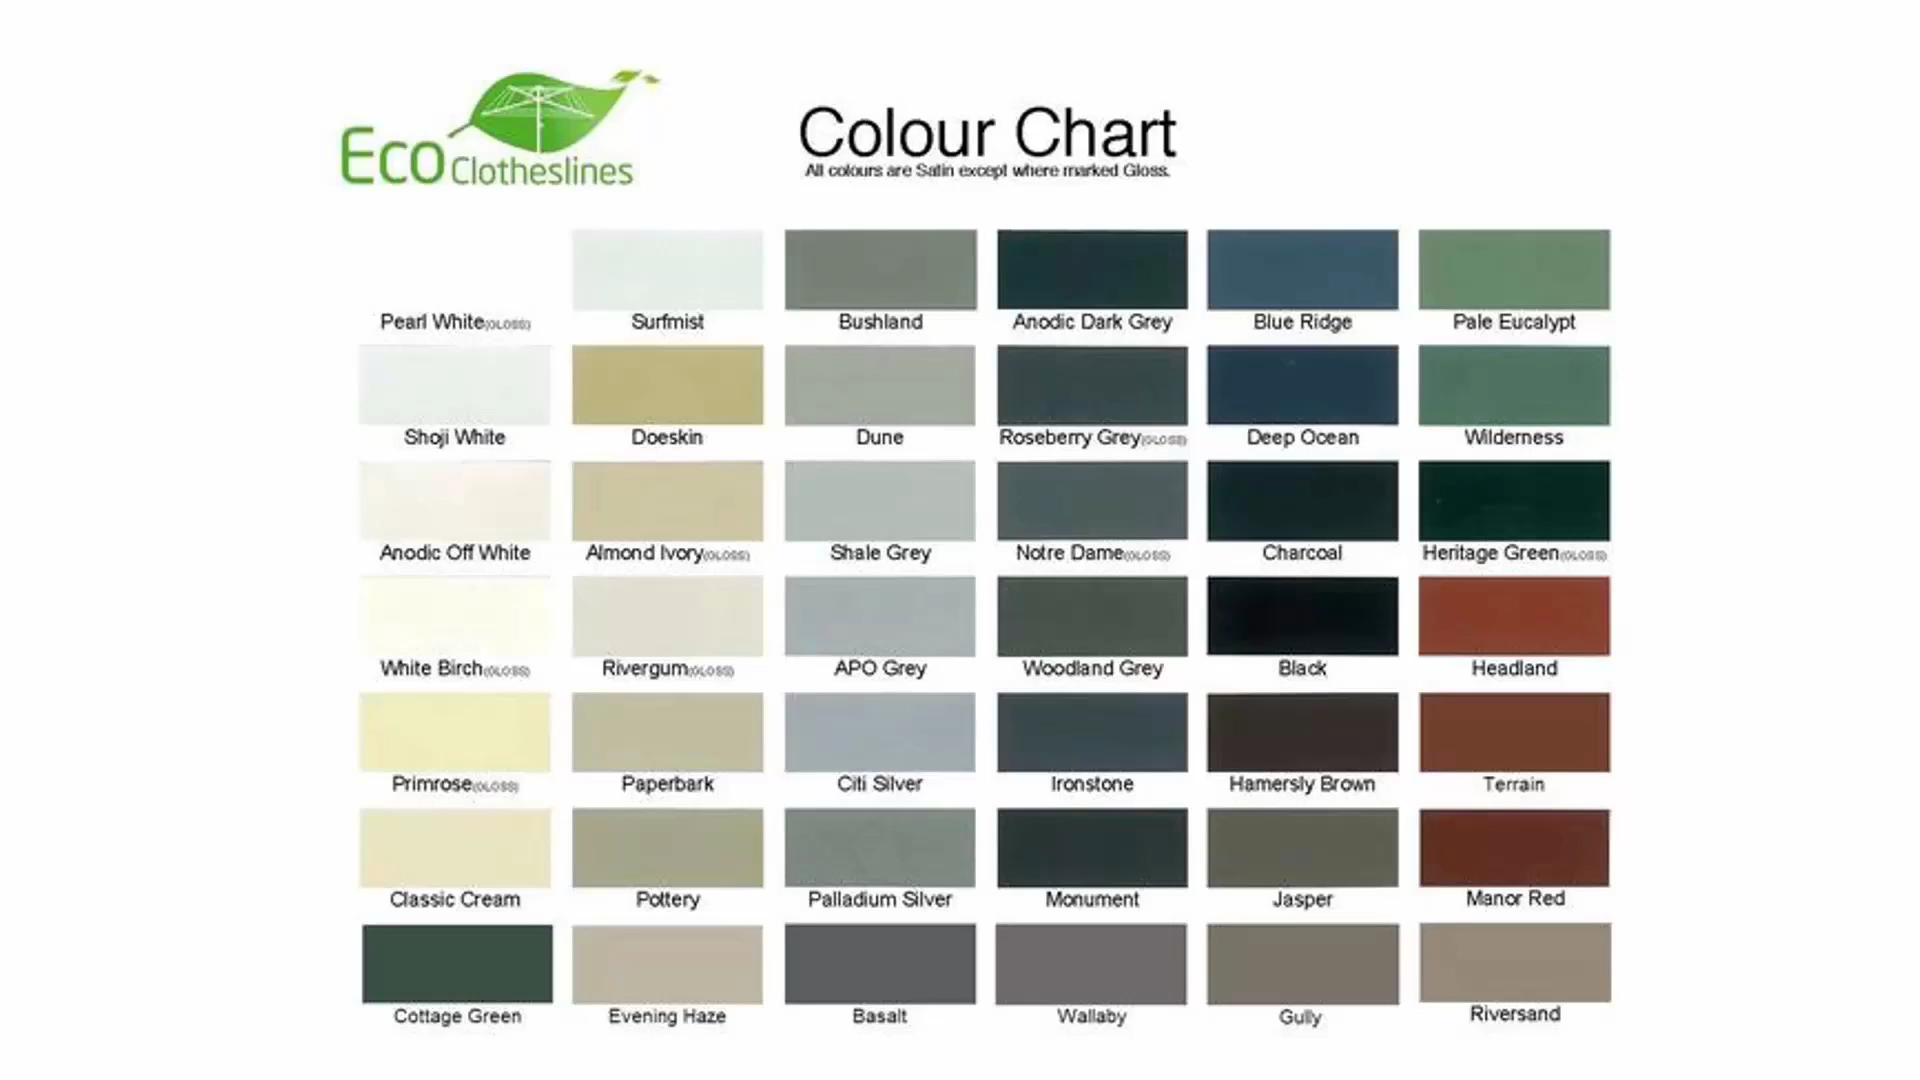 Eco Clotheslines
Colour Chart
All colours are Satin except where marked Gloss.
Pearl White(GLOSS) Surfmist Bushland Anodic Dark Grey Blue Ridge Pale Eucalypt
Shoji White Doeskin Dune Roseberry Grey(GLOSS) Deep Ocean Wilderness
Anodic Off White Almond Ivory(GLOSS) Shale Grey Notre Dame(GLOSS) Charcoal Heritage Green(GLOSS)
White Birch(GLOSS) Rivergum(GLOSS) APO Grey Woodland Grey Black Headland
Primrose(GLOSS) Paperbark Citi Silver Ironstone Hamersly Brown Terrain
Classic Cream Pottery Palladium Silver Monument Jasper Manor Red
Cottage Green Evening Haze Basalt Wallaby Gully Riversand